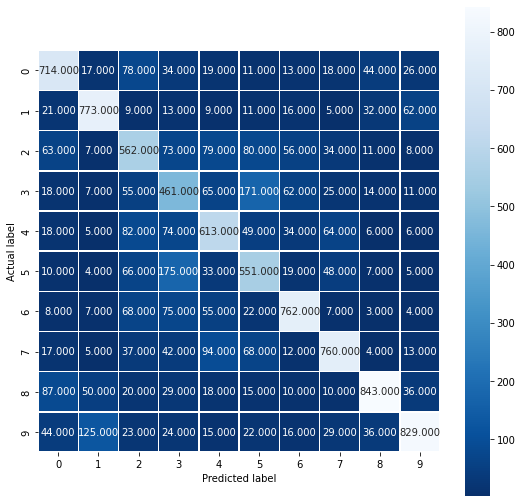 800
0 714.000 17.000 78.000 34.000 19.000 11.000 13.000 18.000 44.000 26.000
700
1 21.000 773.000 9.000 13.000 9.000 11.000 16.000 5.000 32.000 62.000
2 63.000 7.000 562.000 73.000 79.000 80.000 56.000 34.000 11.000 8.000
600
3 18.000 7.000 55.000 461.000 65.000 171.000 62.000 25.000 14.000 11.000
500
4 18.000 5.000 82.000 74.000 613.000 49.000 34.000 64.000 6.000 6.000
Actual label
400
5 10.000 4.000 66.000 175.000 33.000 551.000 19.000 48.000 7.000 5.000
6 8.000 7.000 68.000 75.000 55.000 22.000 762.000 7.000 3.000 4.000
300
7 17.000 5.000 37.000 42.000 94.000 68.000 12.000 760.000 4.000 13.000
200
8 87.000 50.000 20.000 29.000 18.000 15.000 10.000 10.000 843.000 36.000
9 44.000 125.000 23.000 24.000 15.000 22.000 16.000 29.000 36.000 829.000
100
0 1 2 3 4 5 6 7 8 9
Predicted label